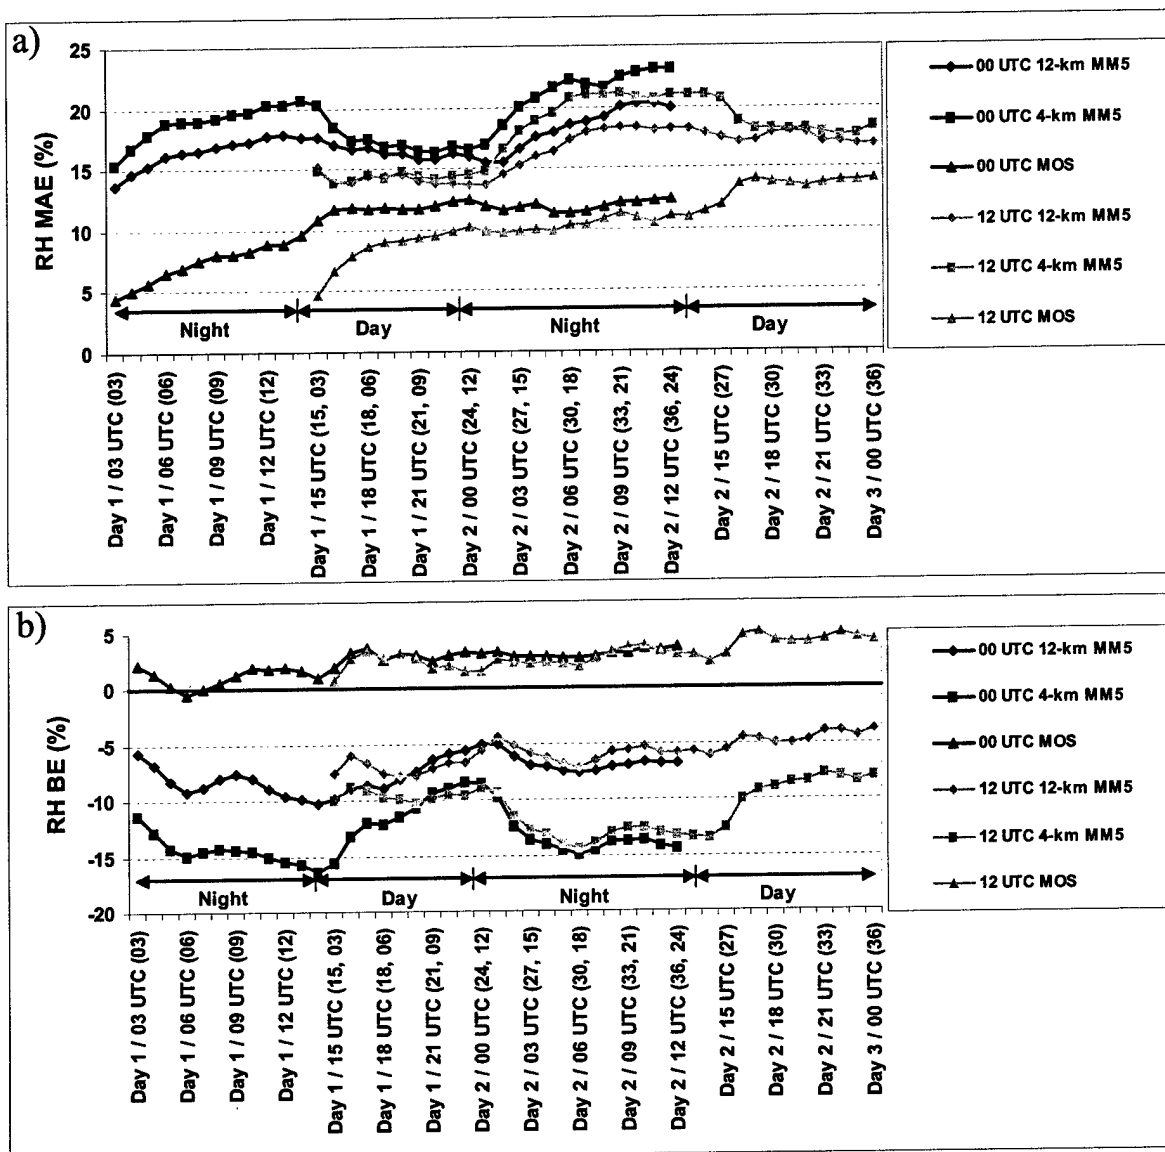 a)
25
20
15
10
5
0
RH MAE (%)
Night
Day
Night
Day
Day 1 / 03 UTC (03)
Day 1 / 06 UTC (06)
Day 1 / 09 UTC (09)
Day 1 / 12 UTC (12)
Day 1 / 15 UTC (15, 03)
Day 1 / 18 UTC (18, 06)
Day 1 / 21 UTC (21, 09)
Day 2 / 00 UTC (24, 12)
Day 2 / 03 UTC (27, 15)
Day 2 / 06 UTC (30, 18)
Day 2 / 09 UTC (33, 21)
Day 2 / 12 UTC (36, 24)
Day 2 / 15 UTC (27)
Day 2 / 18 UTC (30)
Day 2 / 21 UTC (33)
Day 3 / 00 UTC (36)
00 UTC 12-km MM5
00 UTC 4-km MM5
00 UTC MOS
12 UTC 12-km MM5
12 UTC 4-km MM5
12 UTC MOS
b)
5
0
-5
-10
-15
-20
RH BE (%)
Night
Day
Night
Day
Day 1 / 03 UTC (03)
Day 1 / 06 UTC (06)
Day 1 / 09 UTC (09)
Day 1 / 12 UTC (12)
Day 1 / 15 UTC (15, 03)
Day 1 / 18 UTC (18, 06)
Day 1 / 21 UTC (21, 09)
Day 2 / 00 UTC (24, 12)
Day 2 / 03 UTC (27, 15)
Day 2 / 06 UTC (30, 18)
Day 2 / 09 UTC (33, 21)
Day 2 / 12 UTC (36, 24)
Day 2 / 15 UTC (27)
Day 2 / 18 UTC (30)
Day 2 / 21 UTC (33)
Day 3 / 00 UTC (36)
00 UTC 12-km MM5
00 UTC 4-km MM5
00 UTC MOS
12 UTC 12-km MM5
12 UTC 4-km MM5
12 UTC MOS